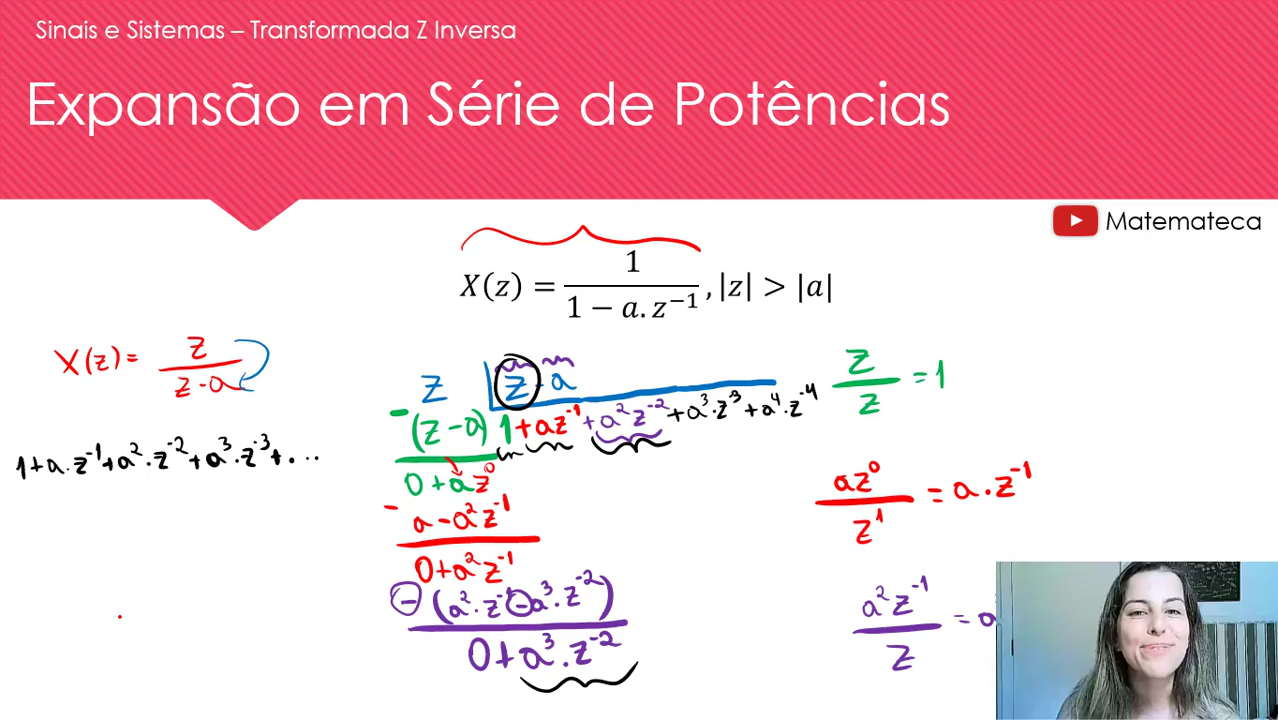 Sinais e Sistemas – Transformada Z Inversa
Expansão em Série de Potências
Matemateca
X(z) = 1 / (1 − a.z⁻¹), |z| > |a|
X(z) = z / (z - a)
1 + a.z⁻¹ + a².z⁻² + a³.z⁻³ + ...
z | z - a
1 + az⁻¹ + a²z⁻² + a³.z³ + a⁴.z⁻⁴
- (z - a)
0 + az⁰
- a - a²z⁻¹
0 + a²z⁻¹
- (a².z⁻¹ - a³.z⁻²)
0 + a³.z⁻²
z / z = 1
az⁰ / z¹ = a.z⁻¹
a²z⁻¹ / z = a